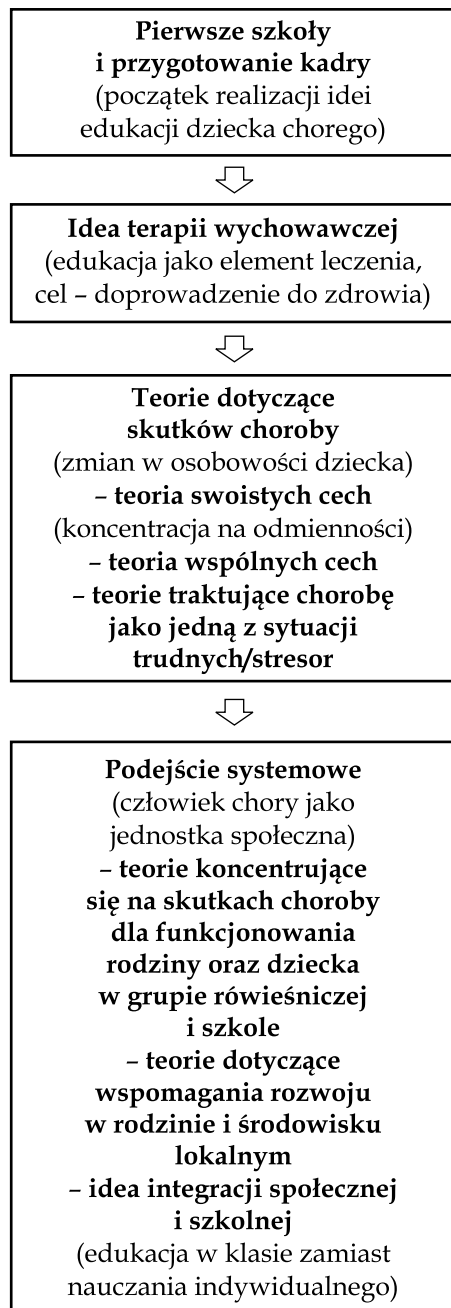 Pierwsze szkoły
i przygotowanie kadry
(początek realizacji idei
edukacji dziecka chorego)
Idea terapii wychowawczej
(edukacja jako element leczenia,
cel – doprowadzenie do zdrowia)
Teorie dotyczące
skutków choroby
(zmian w osobowości dziecka)
– teoria swoistych cech
(koncentracja na odmienności)
– teoria wspólnych cech
– teorie traktujące chorobę
jako jedną z sytuacji
trudnych/stresor
Podejście systemowe
(człowiek chory jako
jednostka społeczna)
– teorie koncentrujące
się na skutkach choroby
dla funkcjonowania
rodziny oraz dziecka
w grupie rówieśniczej
i szkole
– teorie dotyczące
wspomagania rozwoju
w rodzinie i środowisku
lokalnym
– idea integracji społecznej
i szkolnej
(edukacja w klasie zamiast
nauczania indywidualnego)